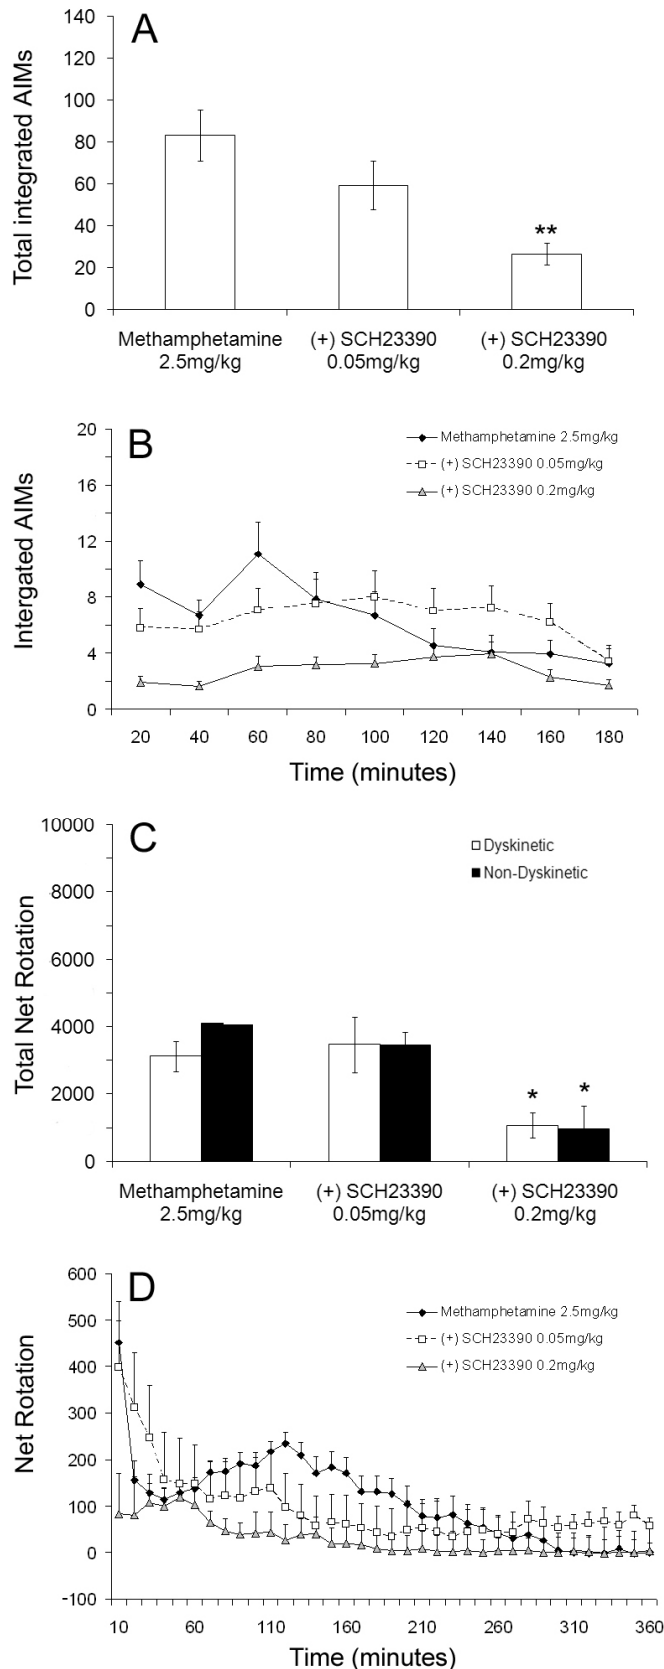 A
Total integrated AIMs
140
120
100
80
60
40
20
0
**
Methamphetamine
2.5mg/kg
(+) SCH23390
0.05mg/kg
(+) SCH23390
0.2mg/kg
B
Intergated AIMs
20
16
12
8
4
0
Methamphetamine 2.5mg/kg
(+) SCH23390 0.05mg/kg
(+) SCH23390 0.2mg/kg
20 40 60 80 100 120 140 160 180
Time (minutes)
C
Total Net Rotation
10000
8000
6000
4000
2000
0
Dyskinetic
Non-Dyskinetic
* *
Methamphetamine
2.5mg/kg
(+) SCH23390
0.05mg/kg
(+) SCH23390
0.2mg/kg
D
Net Rotation
600
500
400
300
200
100
0
-100
Methamphetamine 2.5mg/kg
(+) SCH23390 0.05mg/kg
(+) SCH23390 0.2mg/kg
10 60 110 160 210 260 310 360
Time (minutes)